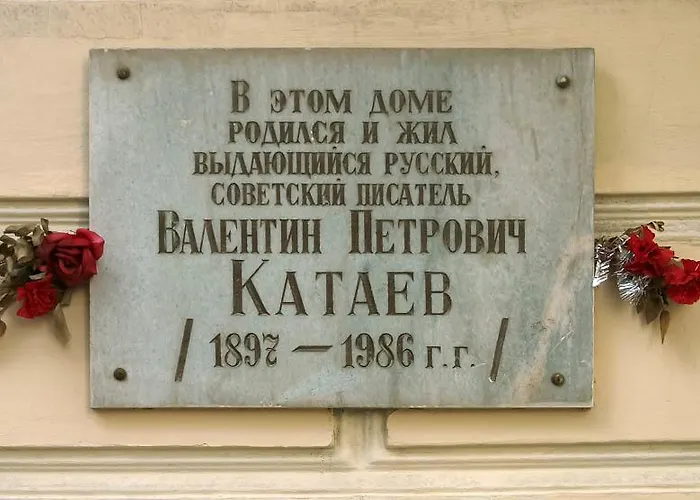 В этом доме
родился и жил
выдающийся русский,
советский писатель
Валентин Петрович
Катаев
/ 1897 — 1986 г.г. /